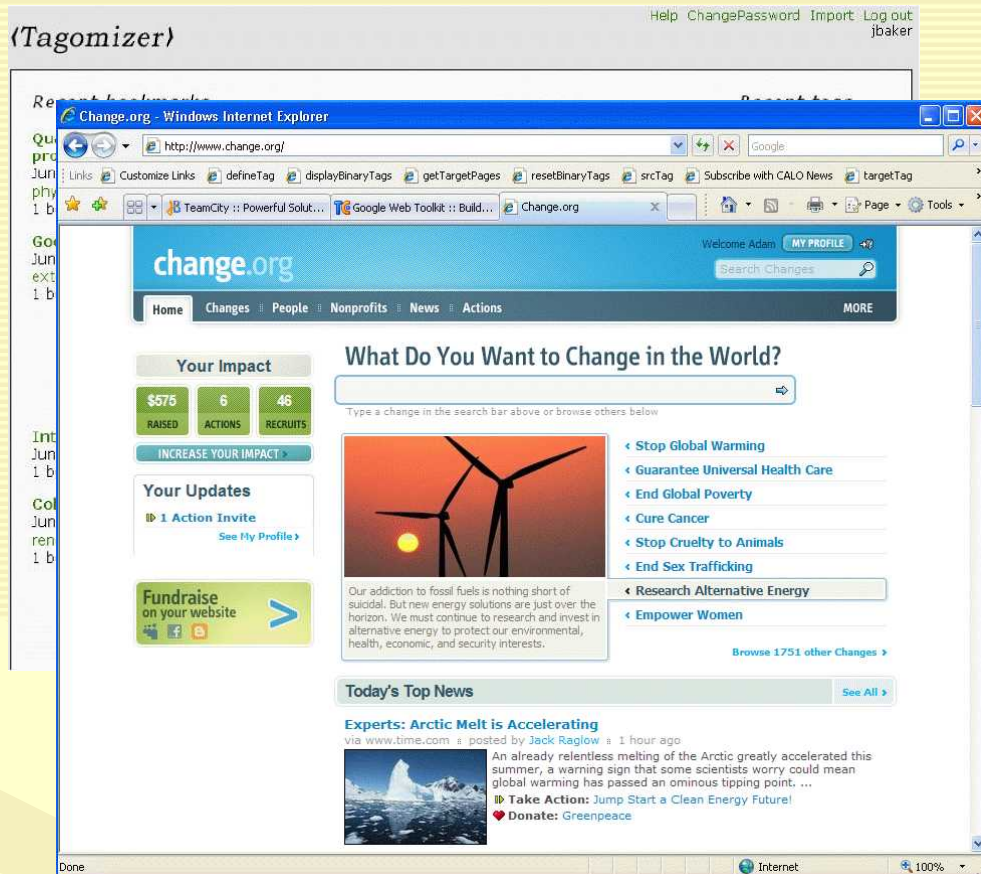 Help ChangePassword Import Log out
jbaker
⟨Tagomizer⟩
Change.org - Windows Internet Explorer
http://www.change.org/
Google
Links Customize Links defineTag displayBinaryTags getTargetPages resetBinaryTags srcTag Subscribe with CALO News targetTag
TeamCity :: Powerful Solut... Google Web Toolkit :: Build... Change.org Page Tools
change.org
Welcome Adam MY PROFILE
Search Changes
Home Changes People Nonprofits News Actions MORE
Your Impact
$575 6 46
RAISED ACTIONS RECRUITS
INCREASE YOUR IMPACT >
Your Updates
1 Action Invite
See My Profile >
Fundraise
on your website
What Do You Want to Change in the World?
Type a change in the search bar above or browse others below
Our addition to fossil fuels is nothing short of
suicidal. But new energy solutions are just over the
horizon. We must continue to research and invest in
alternative energy to protect our environmental,
health, economic, and security interests.
‹ Stop Global Warming
‹ Guarantee Universal Health Care
‹ End Global Poverty
‹ Cure Cancer
‹ Stop Cruelty to Animals
‹ End Sex Trafficking
‹ Research Alternative Energy
‹ Empower Women
Browse 1751 other Changes >
Today's Top News See All >
Experts: Arctic Melt is Accelerating
via www.time.com posted by Jack Raglow 1 hour ago
An already relentless melting of the Arctic greatly accelerated this
summer, a warning sign that some scientists worry could mean
global warming has passed an ominous tipping point. ...
Take Action: Jump Start a Clean Energy Future!
Donate: Greenpeace
Done Internet 100%